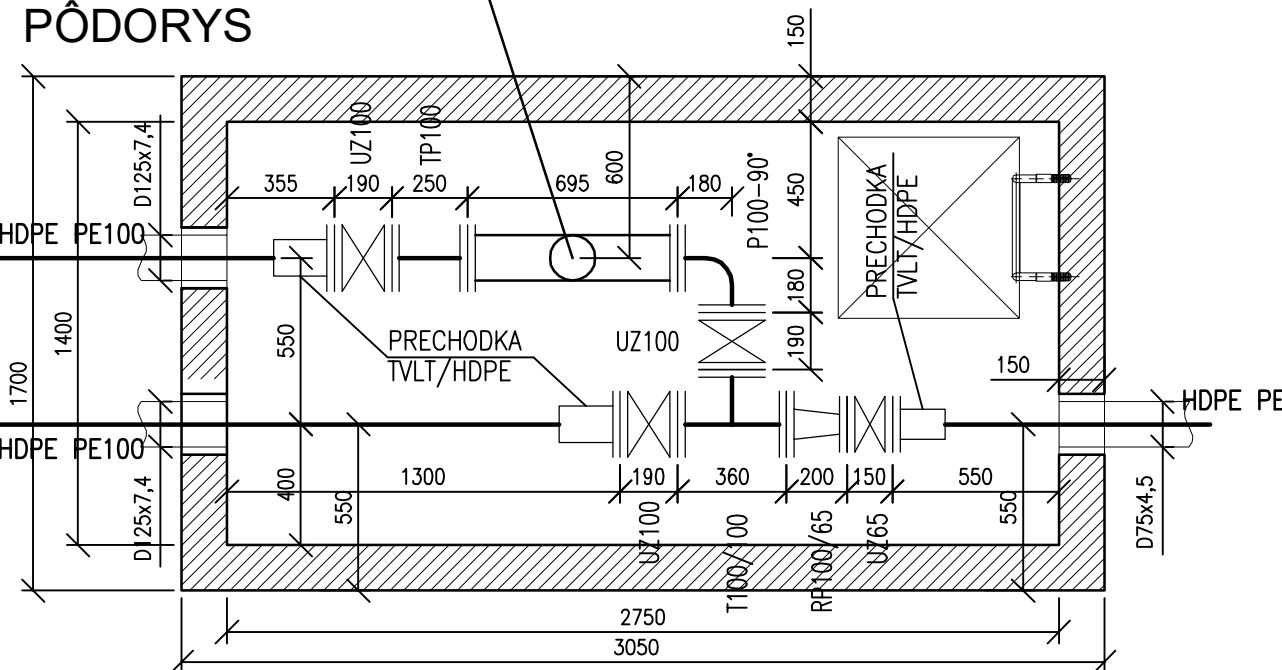 PÔDORYS
150
D125x7,4
UZ100
TP100
600
P100-90°
450
PRECHODKA
TVLT/HDPE
355
190
250
695
180
HDPE PE100
180
1700
1400
550
PRECHODKA
TVLT/HDPE
UZ100
190
150
HDPE PE
HDPE PE100
D125x7,4
400
550
1300
190
360
200
150
550
550
D75x4,5
UZ100
T100/100
RP100/65
UZ65
2750
3050